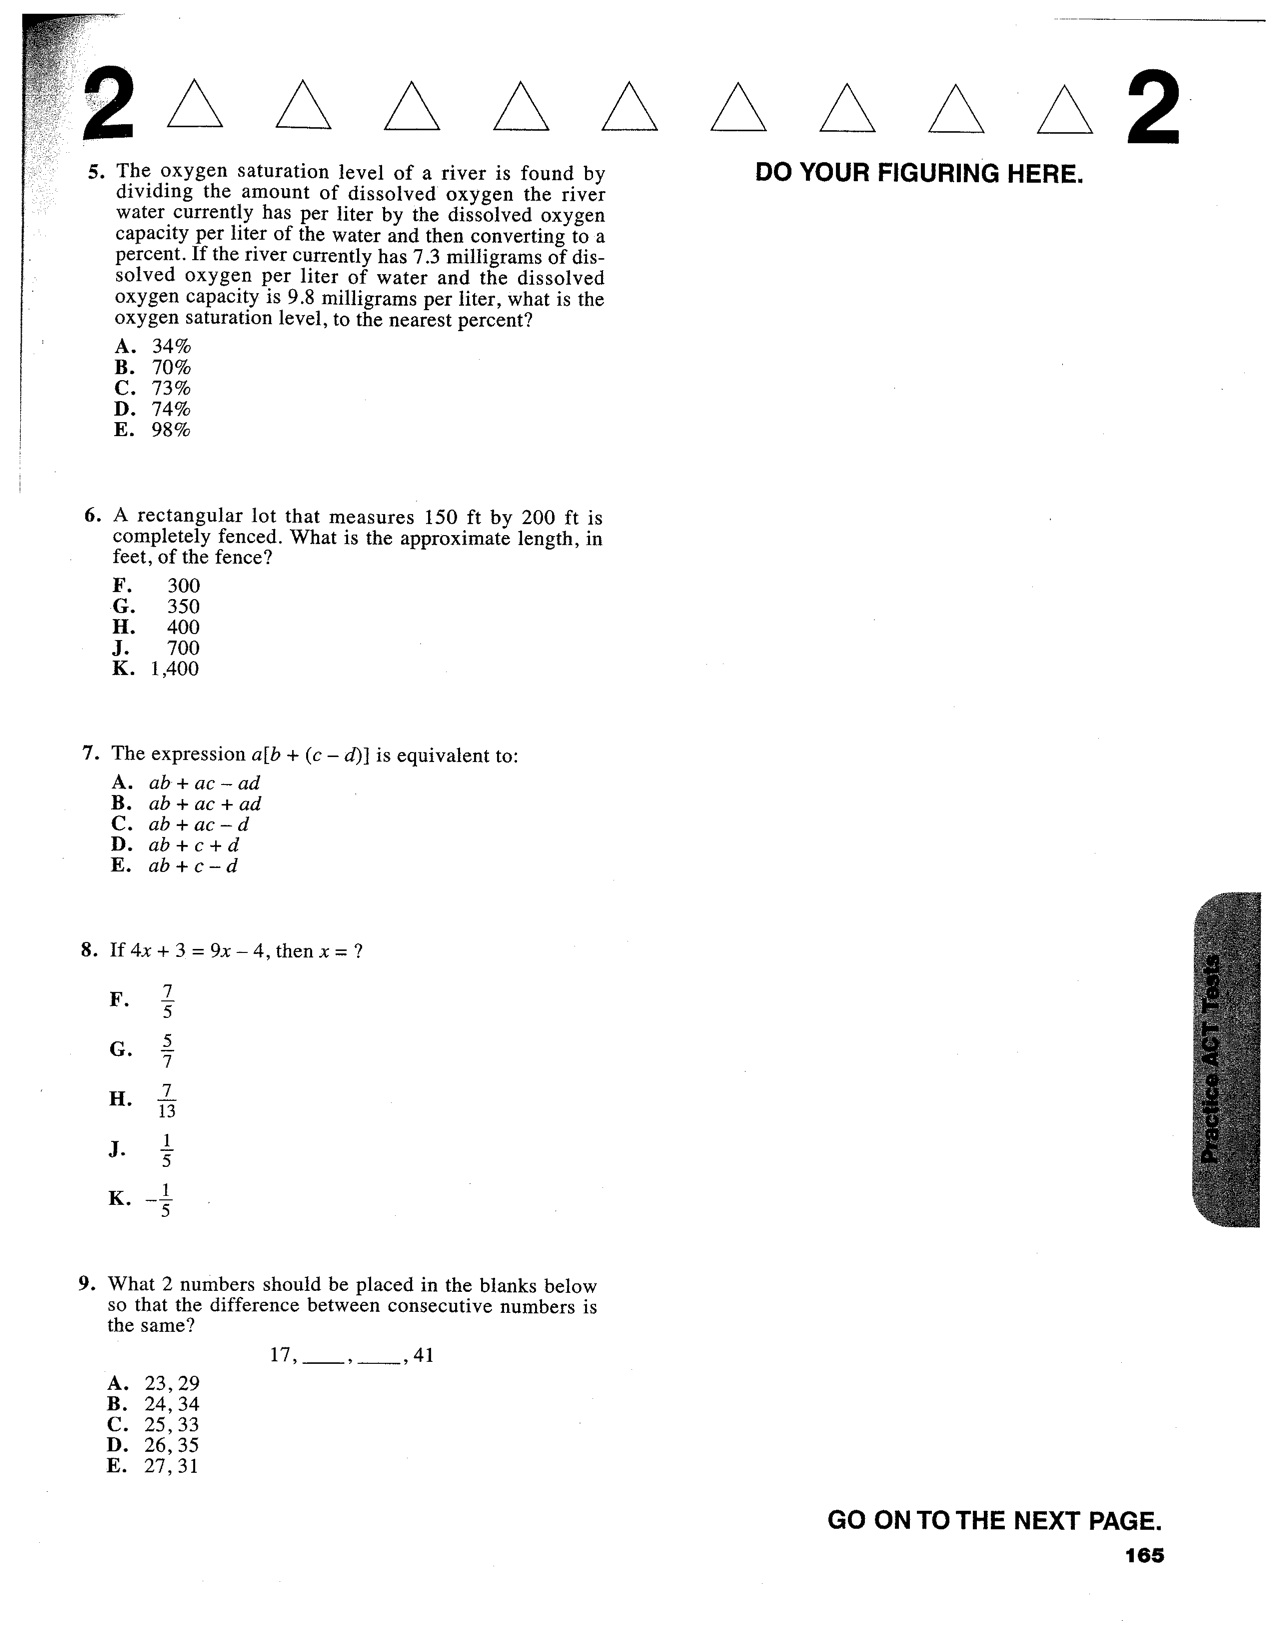 2 2
5. The oxygen saturation level of a river is found by
dividing the amount of dissolved oxygen the river
water currently has per liter by the dissolved oxygen
capacity per liter of the water and then converting to a
percent. If the river currently has 7.3 milligrams of dis-
solved oxygen per liter of water and the dissolved
oxygen capacity is 9.8 milligrams per liter, what is the
oxygen saturation level, to the nearest percent?
A. 34%
B. 70%
C. 73%
D. 74%
E. 98%
6. A rectangular lot that measures 150 ft by 200 ft is
completely fenced. What is the approximate length, in
feet, of the fence?
F. 300
G. 350
H. 400
J. 700
K. 1,400
7. The expression a[b + (c – d)] is equivalent to:
A. ab + ac – ad
B. ab + ac + ad
C. ab + ac – d
D. ab + c + d
E. ab + c – d
8. If 4x + 3 = 9x – 4, then x = ?
F. 7/5
G. 5/7
H. 7/13
J. 1/5
K. –1/5
9. What 2 numbers should be placed in the blanks below
so that the difference between consecutive numbers is
the same?
17, ____, ____, 41
A. 23, 29
B. 24, 34
C. 25, 33
D. 26, 35
E. 27, 31
DO YOUR FIGURING HERE.
Practice ACT Tests
GO ON TO THE NEXT PAGE.
165